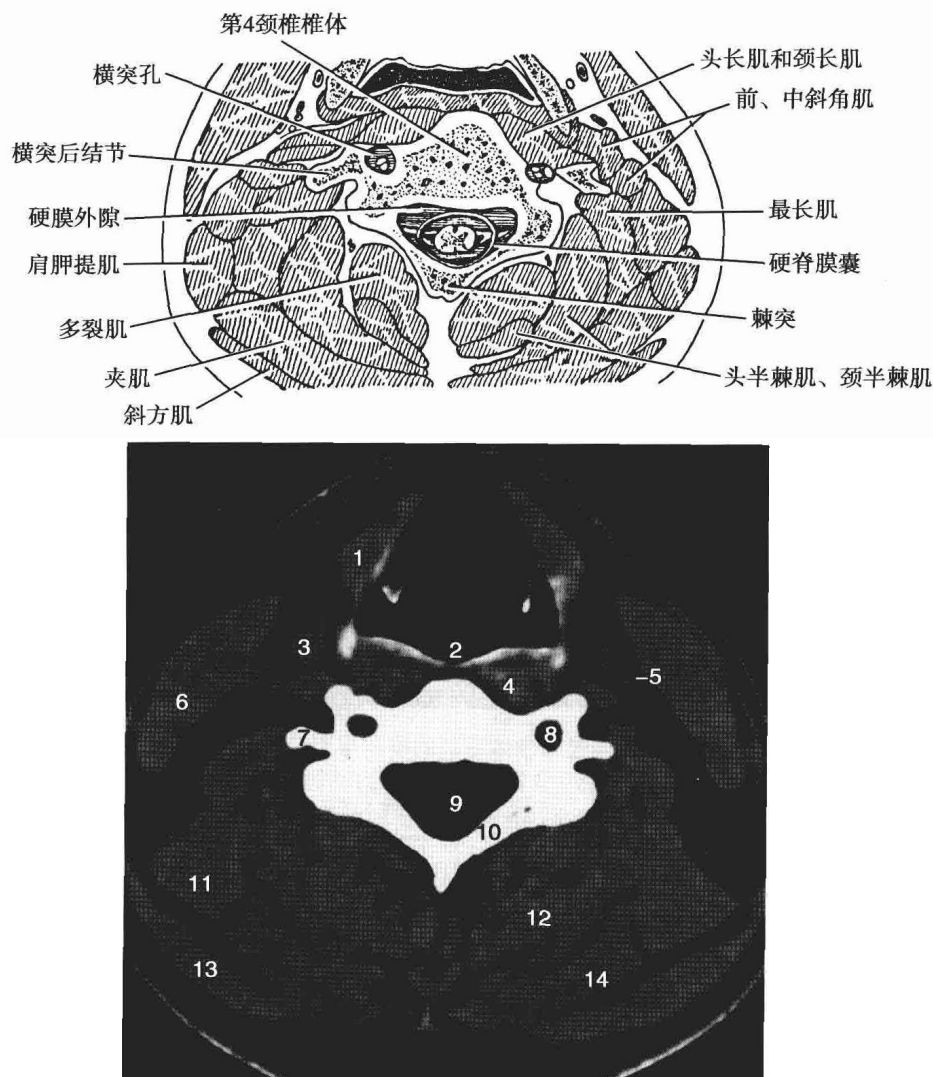 第4颈椎椎体
横突孔
横突后结节
硬膜外隙
肩胛提肌
多裂肌
夹肌
斜方肌
头长肌和颈长肌
前、中斜角肌
最长肌
硬脊膜囊
棘突
头半棘肌、颈半棘肌
1
2
3
4
-5
6
7
8
9
10
11
12
13
14